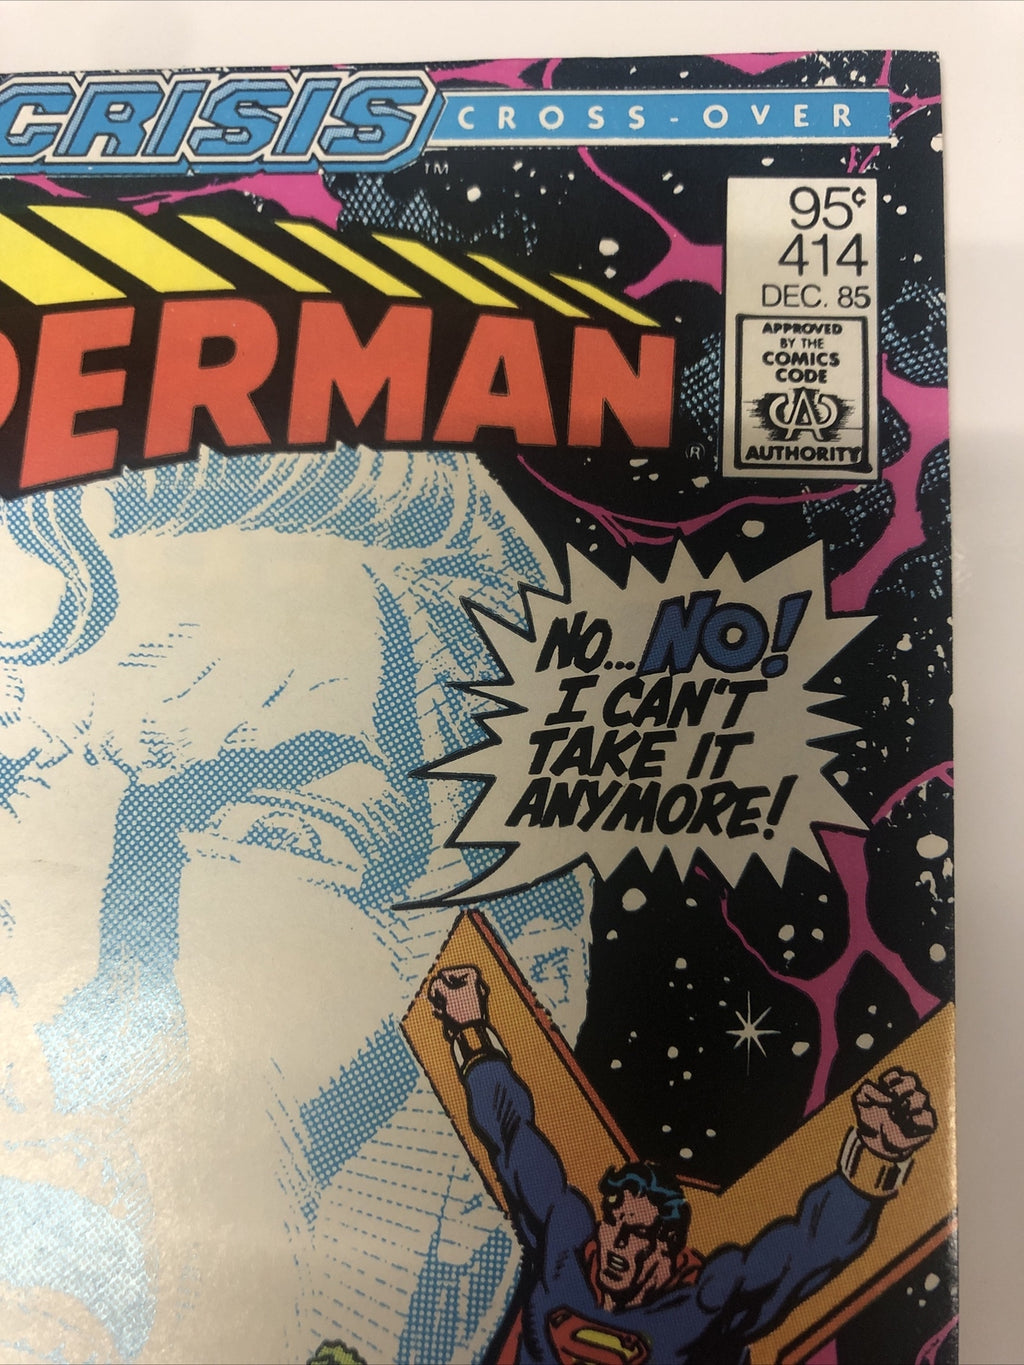 CRISIS
CROSS-OVER
TM
95¢
414
DEC. 85
APPROVED
BY THE
COMICS
CODE
CA
AUTHORITY
ERMAN
®
NO... NO!
I CAN'T
TAKE IT
ANYMORE!
S